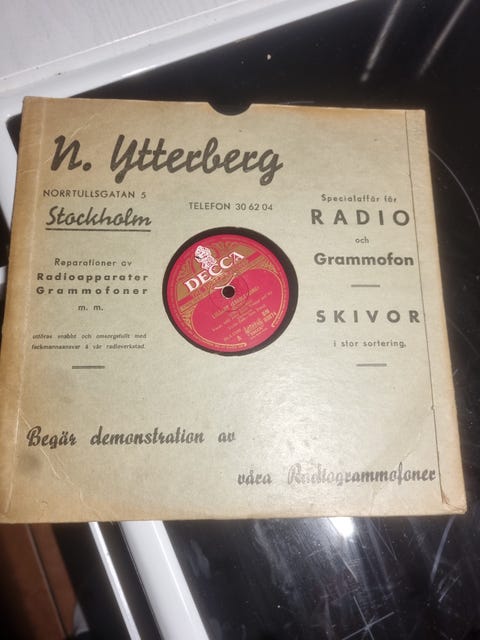 N. Ytterberg
NORRTULLSGATAN 5
Stockholm
TELEFON 30 62 04
Specialaffär för
RADIO
och
Grammofon
SKIVOR
i stor sortering.
Reparationer av
Radioapparater
Grammofoner
m. m.
utföras snabbt och omsorgsfullt med
fackmannaansvar å vår radioverkstad.
DECCA
Begär demonstration av
våra Radiogrammofoner